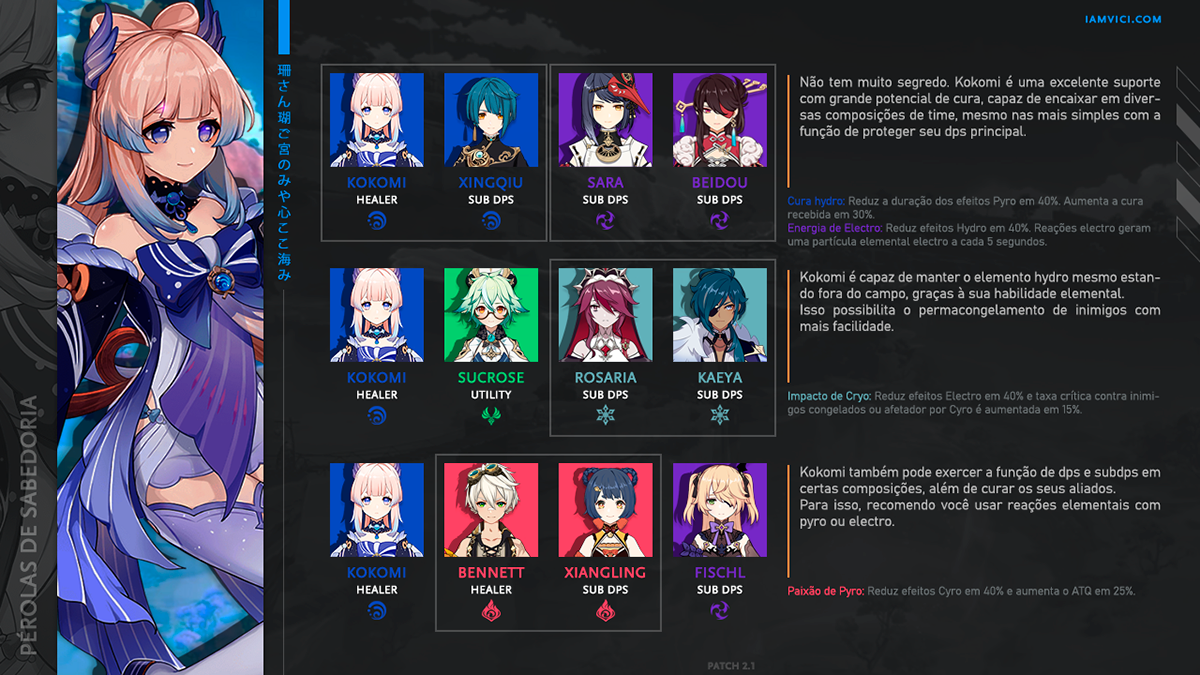 IAMVICI.COM
PÉROLAS DE SABEDORIA
珊さん瑚ご宮のみや心ここ海み
KOKOMI
HEALER
XINGQIU
SUB DPS
SARA
SUB DPS
BEIDOU
SUB DPS
Não tem muito segredo. Kokomi é uma excelente suporte
com grande potencial de cura, capaz de encaixar em diver-
sas composições de time, mesmo nas mais simples com a
função de proteger seu dps principal.
Cura hydro: Reduz a duração dos efeitos Pyro em 40%. Aumenta a cura
recebida em 30%.
Energia de Electro: Reduz efeitos Hydro em 40%. Reações electro geram
uma partícula elemental electro a cada 5 segundos.
KOKOMI
HEALER
SUCROSE
UTILITY
ROSARIA
SUB DPS
KAEYA
SUB DPS
Kokomi é capaz de manter o elemento hydro mesmo estan-
do fora do campo, graças à sua habilidade elemental.
Isso possibilita o permacongelamento de inimigos com
mais facilidade.
Impacto de Cryo: Reduz efeitos Electro em 40% e taxa crítica contra inimi-
gos congelados ou afetador por Cyro é aumentada em 15%.
KOKOMI
HEALER
BENNETT
HEALER
XIANGLING
SUB DPS
FISCHL
SUB DPS
Kokomi também pode exercer a função de dps e subdps em
certas composições, além de curar os seus aliados.
Para isso, recomendo você usar reações elementais com
pyro ou electro.
Paixão de Pyro: Reduz efeitos Cyro em 40% e aumenta o ATQ em 25%.
PATCH 2.1